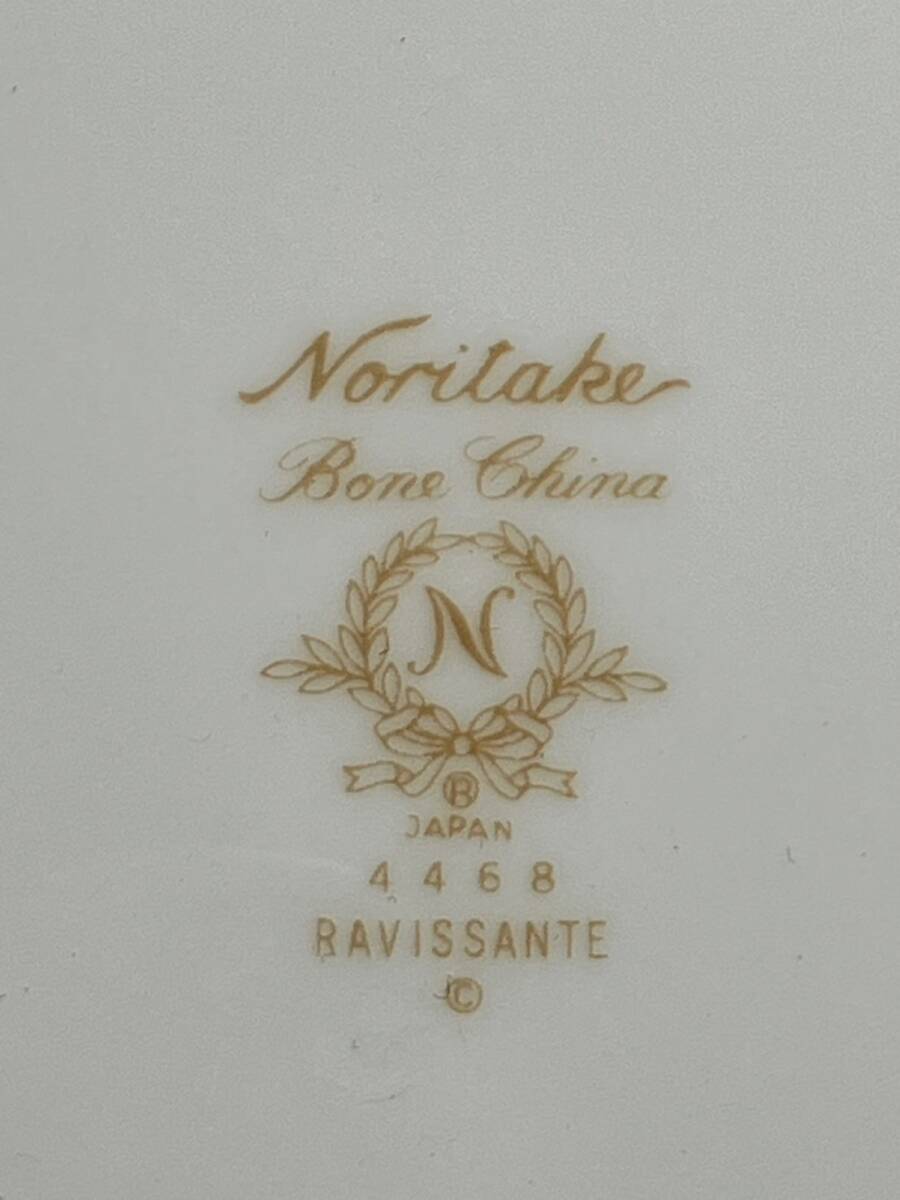 Noritake
Bone China
N
®
JAPAN
4468
RAVISSANTE
©